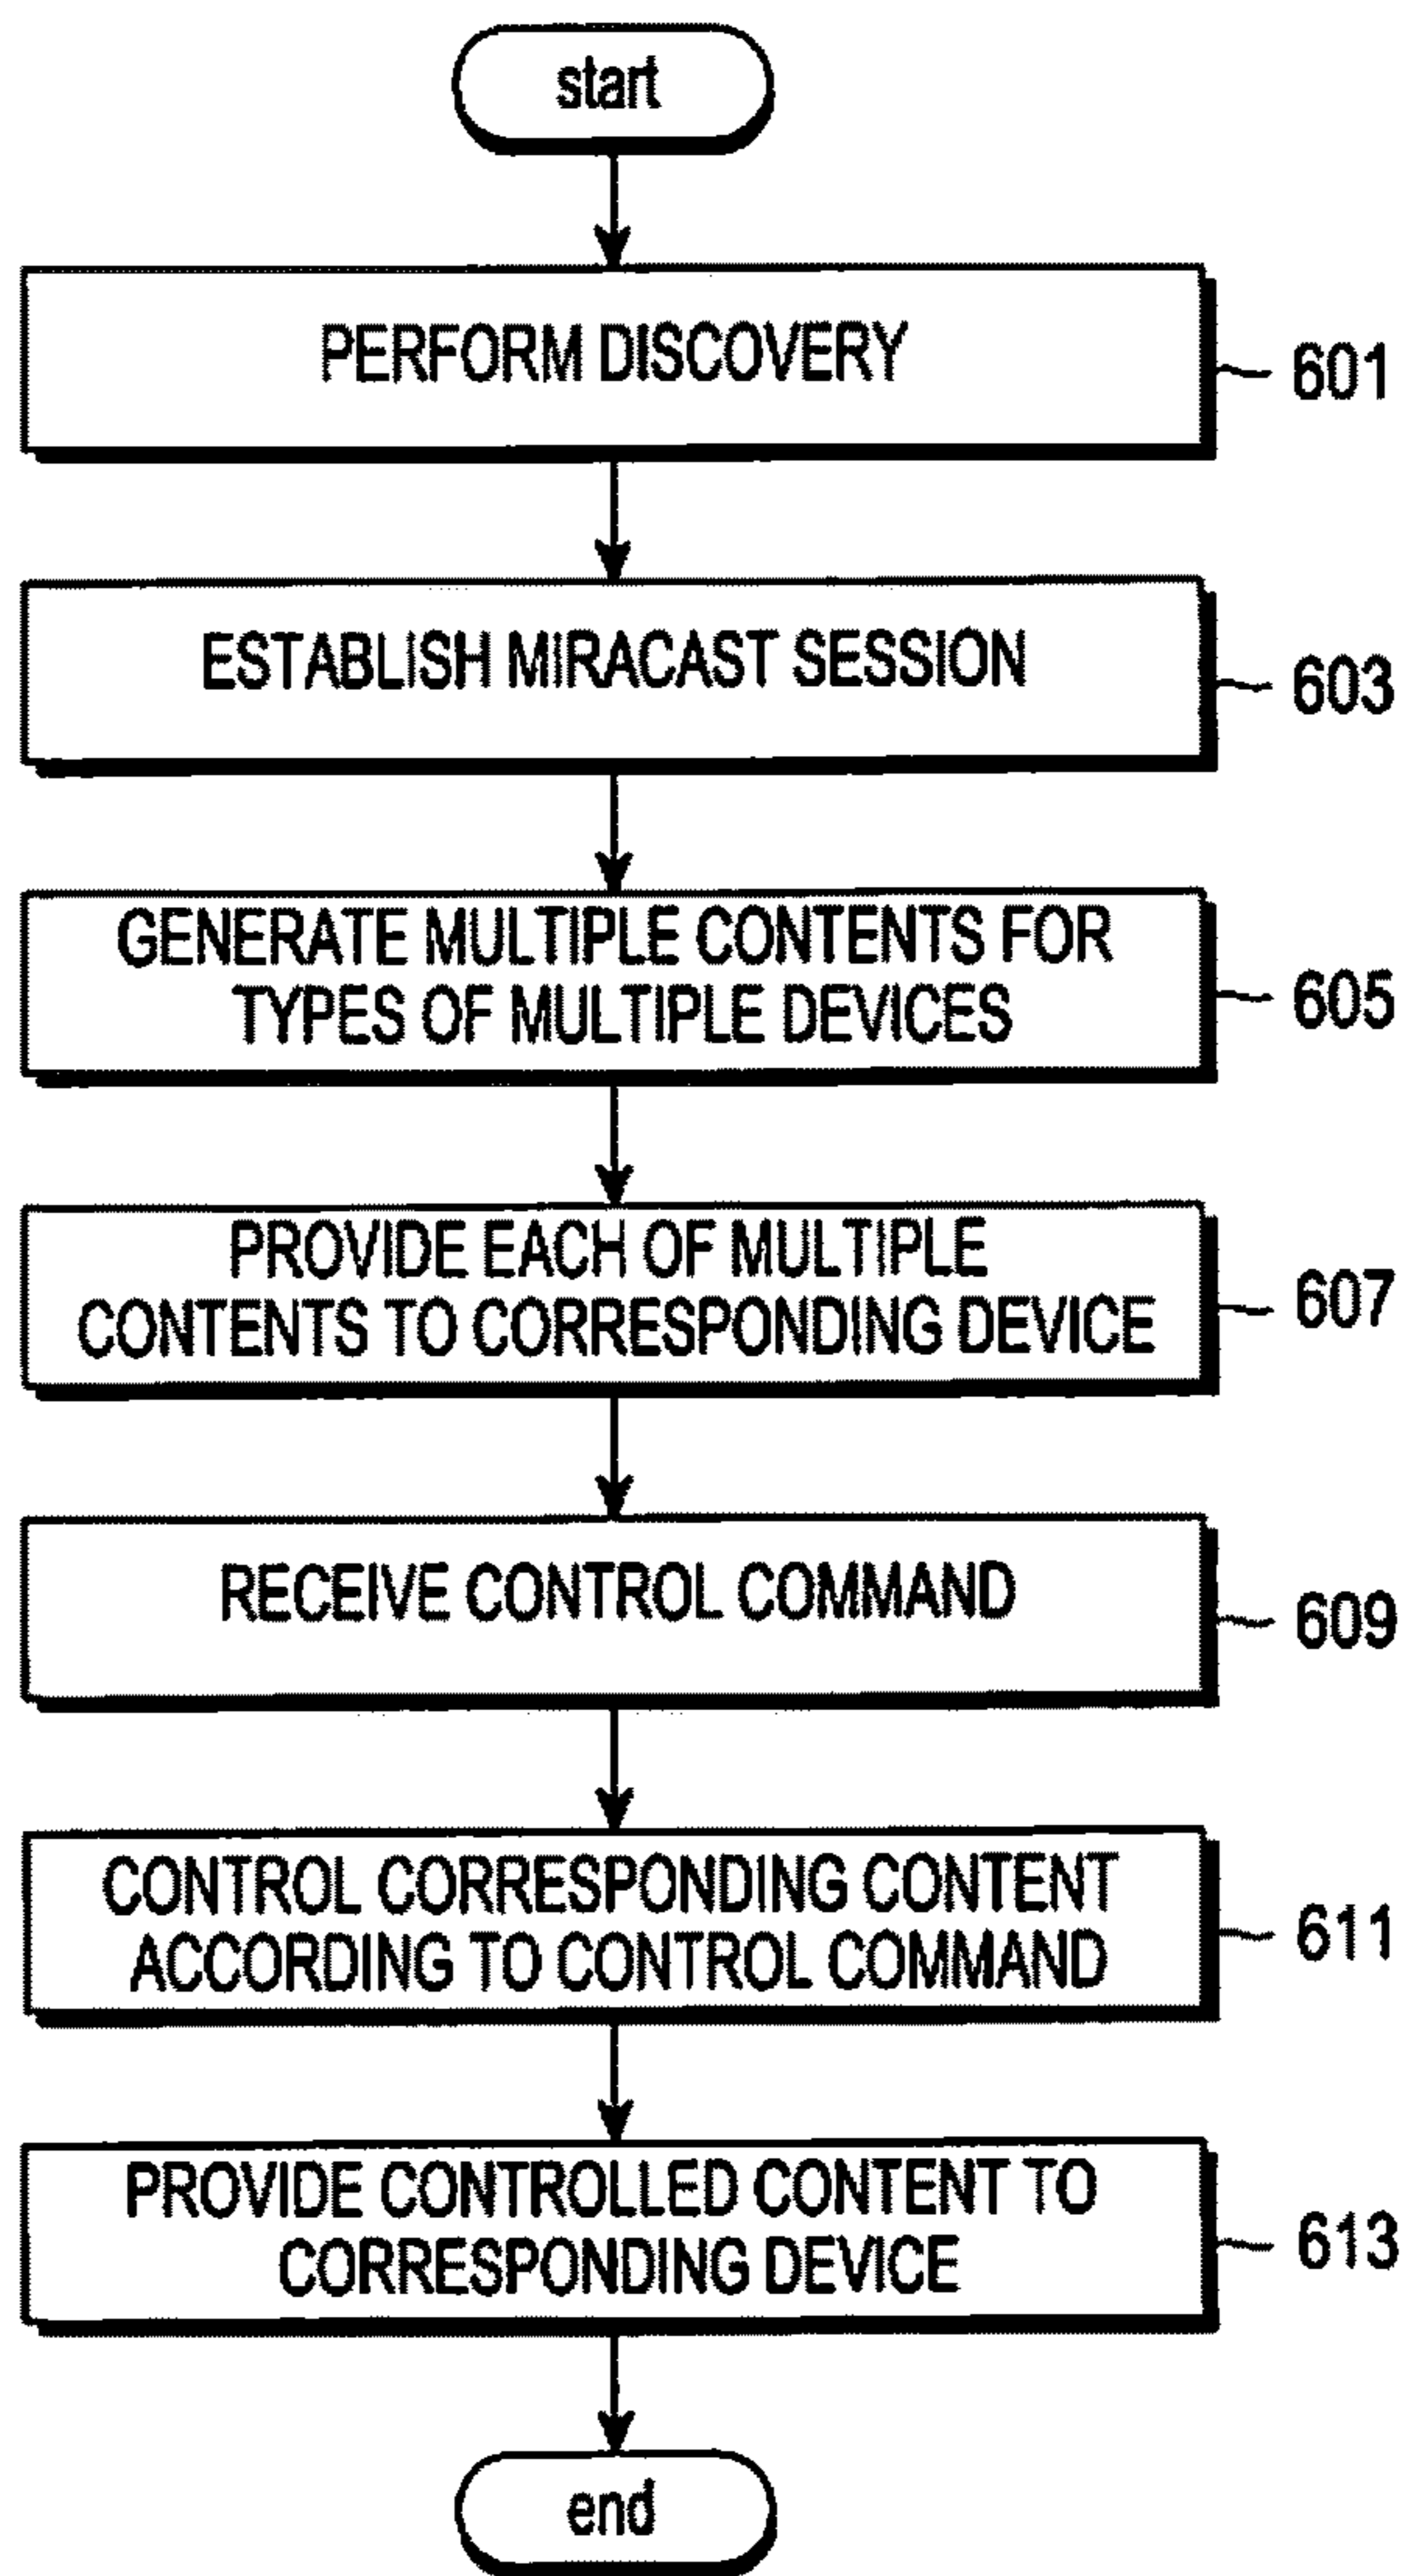 start
PERFORM DISCOVERY
601
ESTABLISH MIRACAST SESSION
603
GENERATE MULTIPLE CONTENTS FOR
TYPES OF MULTIPLE DEVICES
605
PROVIDE EACH OF MULTIPLE
CONTENTS TO CORRESPONDING DEVICE
607
RECEIVE CONTROL COMMAND
609
CONTROL CORRESPONDING CONTENT
ACCORDING TO CONTROL COMMAND
611
PROVIDE CONTROLLED CONTENT TO
CORRESPONDING DEVICE
613
end